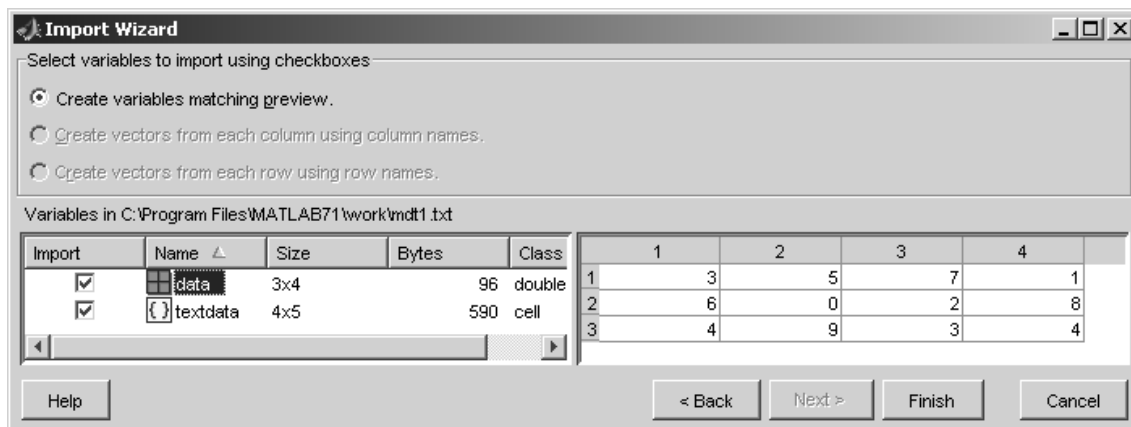 Import Wizard
Select variables to import using checkboxes
Create variables matching preview.
Create vectors from each column using column names.
Create vectors from each row using row names.
Variables in C:\Program Files\MATLAB71\work\mdt1.txt
Import Name Size Bytes Class
data 3x4 96 double
{ } textdata 4x5 590 cell
1 2 3 4
1 3 5 7 1
2 6 0 2 8
3 4 9 3 4
Help < Back Next > Finish Cancel